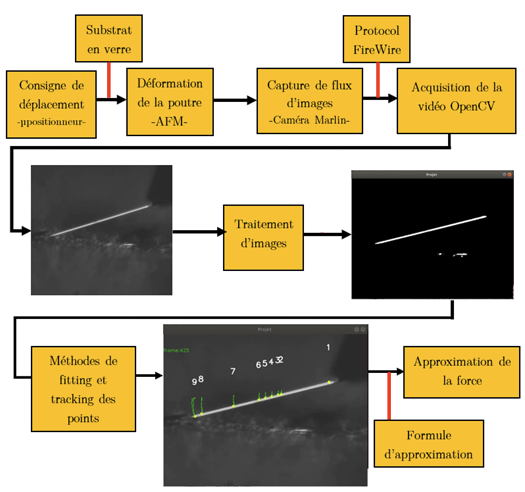 Substrat
en verre
Protocol
FireWire
Consigne de
déplacement
-µpositionneur-
Déformation
de la poutre
-AFM-
Capture de flux
d'images
-Caméra Marlin-
Acquisition de la
vidéo OpenCV
Traitement
d'images
Projet
Méthodes de
fitting et
tracking des
points
Projet
frame:425
1
9 8 7 6 5 4 3 2
Approximation
de la force
Formule
d'approximation